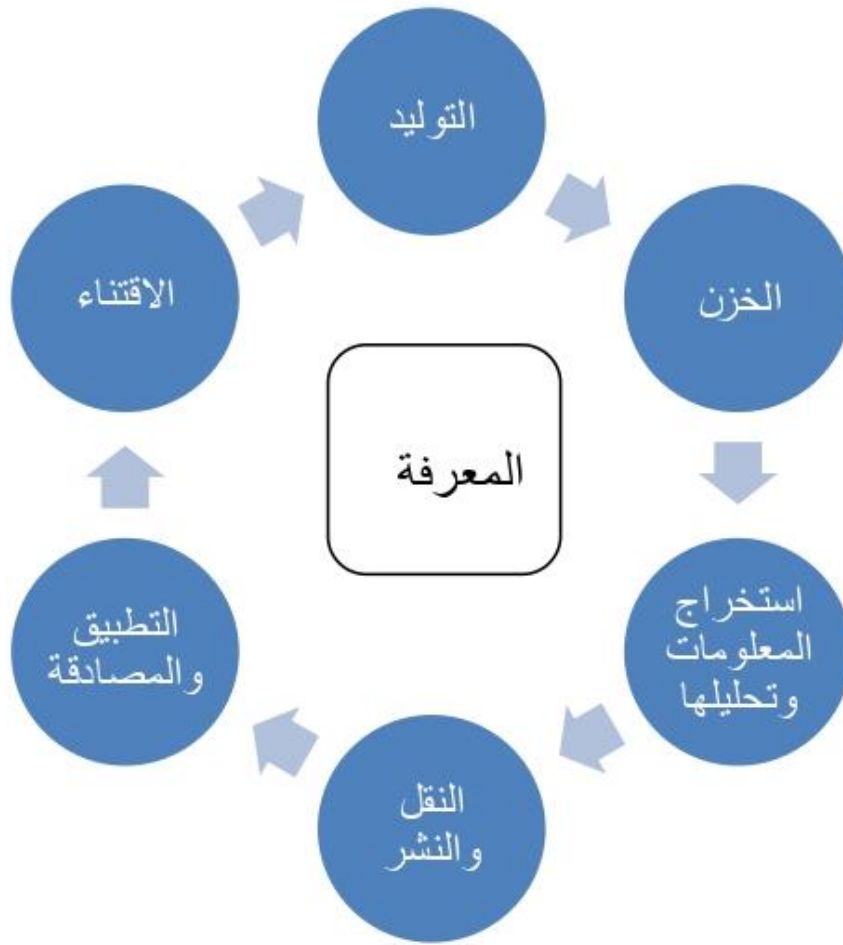 التوليد
الخزن
استخراج
المعلومات
وتحليلها
النقل
والنشر
التطبيق
والمصادقة
الاقتناء
المعرفة